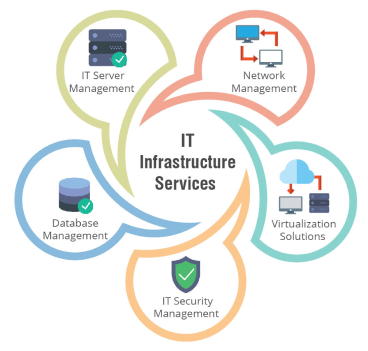 IT Server
Management
Network
Management
IT
Infrastructure
Services
Database
Management
Virtualization
Solutions
IT Security
Management